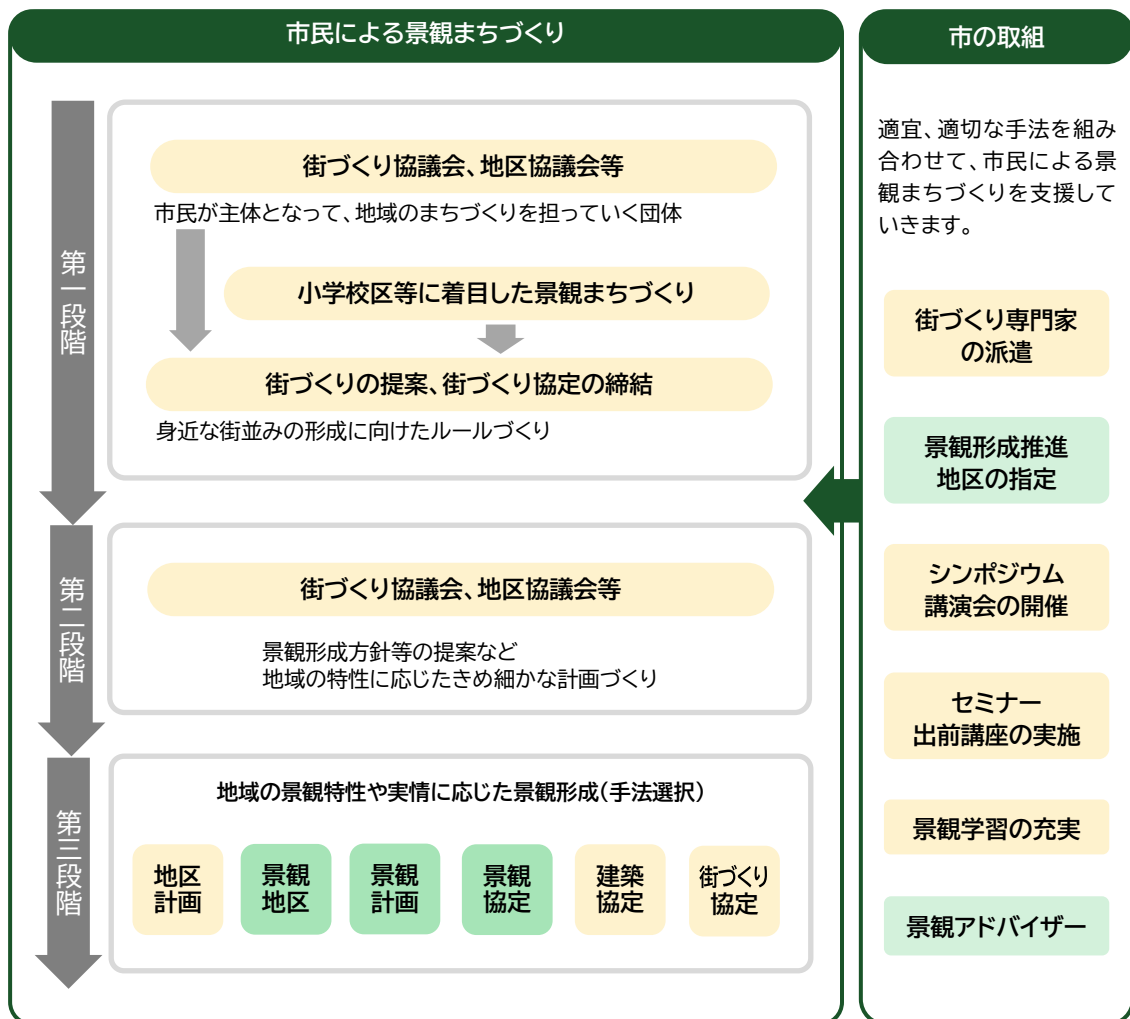 市民による景観まちづくり
第一段階
街づくり協議会、地区協議会等
市民が主体となって、地域のまちづくりを担っていく団体
小学校区等に着目した景観まちづくり
街づくりの提案、街づくり協定の締結
身近な街並みの形成に向けたルールづくり
第二段階
街づくり協議会、地区協議会等
景観形成方針等の提案など
地域の特性に応じたきめ細かな計画づくり
第三段階
地域の景観特性や実情に応じた景観形成(手法選択)
地区
計画
景観
地区
景観
計画
景観
協定
建築
協定
街づくり
協定
市の取組
適宜、適切な手法を組み
合わせて、市民による景
観まちづくりを支援して
いきます。
街づくり専門家
の派遣
景観形成推進
地区の指定
シンポジウム
講演会の開催
セミナー
出前講座の実施
景観学習の充実
景観アドバイザー